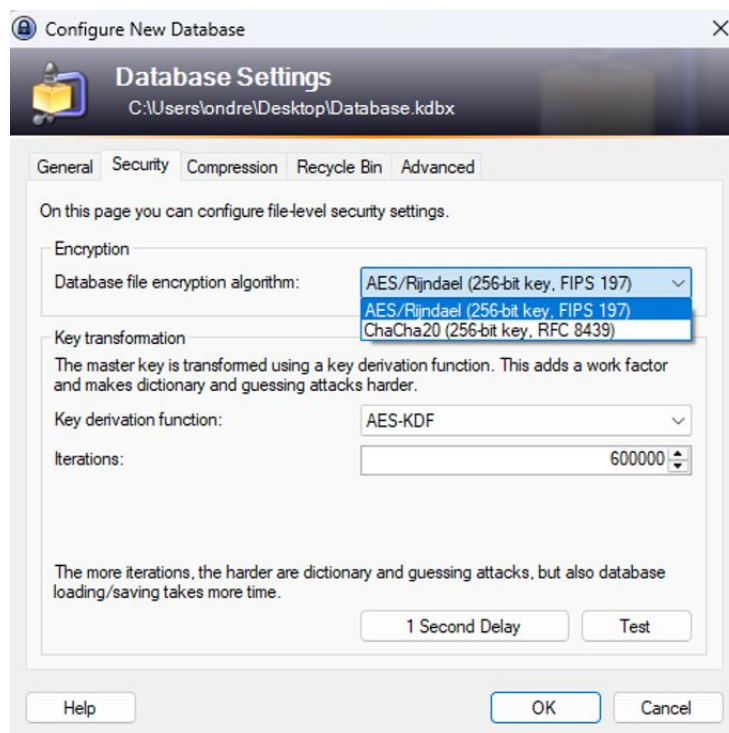 Configure New Database
Database Settings
C:\Users\ondre\Desktop\Database.kdbx
General Security Compression Recycle Bin Advanced
On this page you can configure file-level security settings.
Encryption
Database file encryption algorithm: AES/Rijndael (256-bit key, FIPS 197)
AES/Rijndael (256-bit key, FIPS 197)
ChaCha20 (256-bit key, RFC 8439)
Key transformation
The master key is transformed using a key derivation function. This adds a work factor
and makes dictionary and guessing attacks harder.
Key derivation function: AES-KDF
Iterations: 600000
The more iterations, the harder are dictionary and guessing attacks, but also database
loading/saving takes more time.
1 Second Delay Test
Help OK Cancel